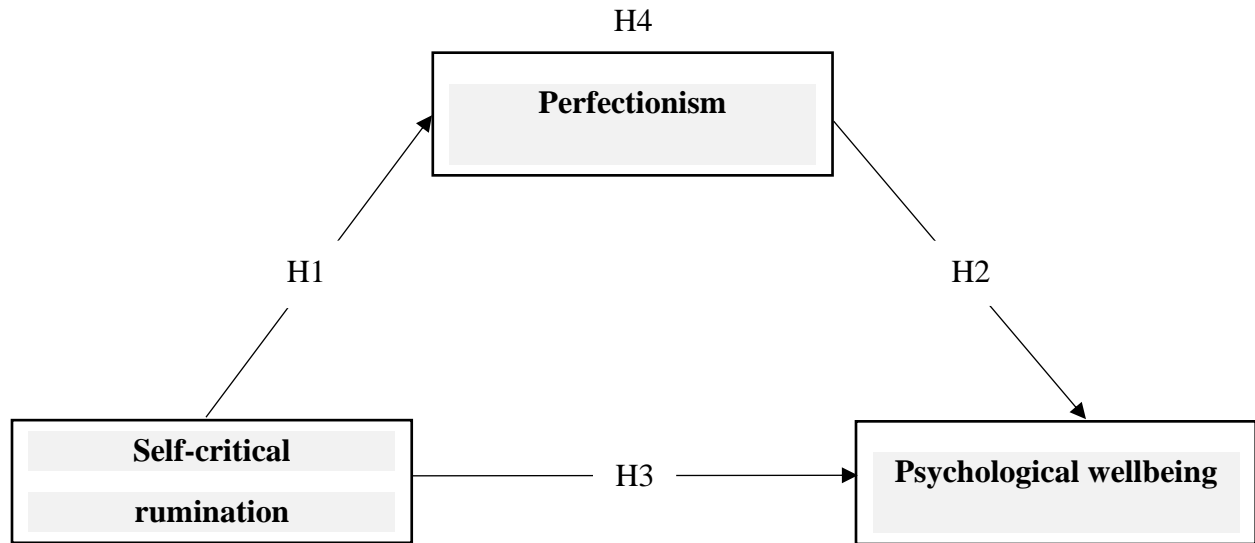 H4
Perfectionism
H1
H2
Self-critical
rumination
H3
Psychological wellbeing